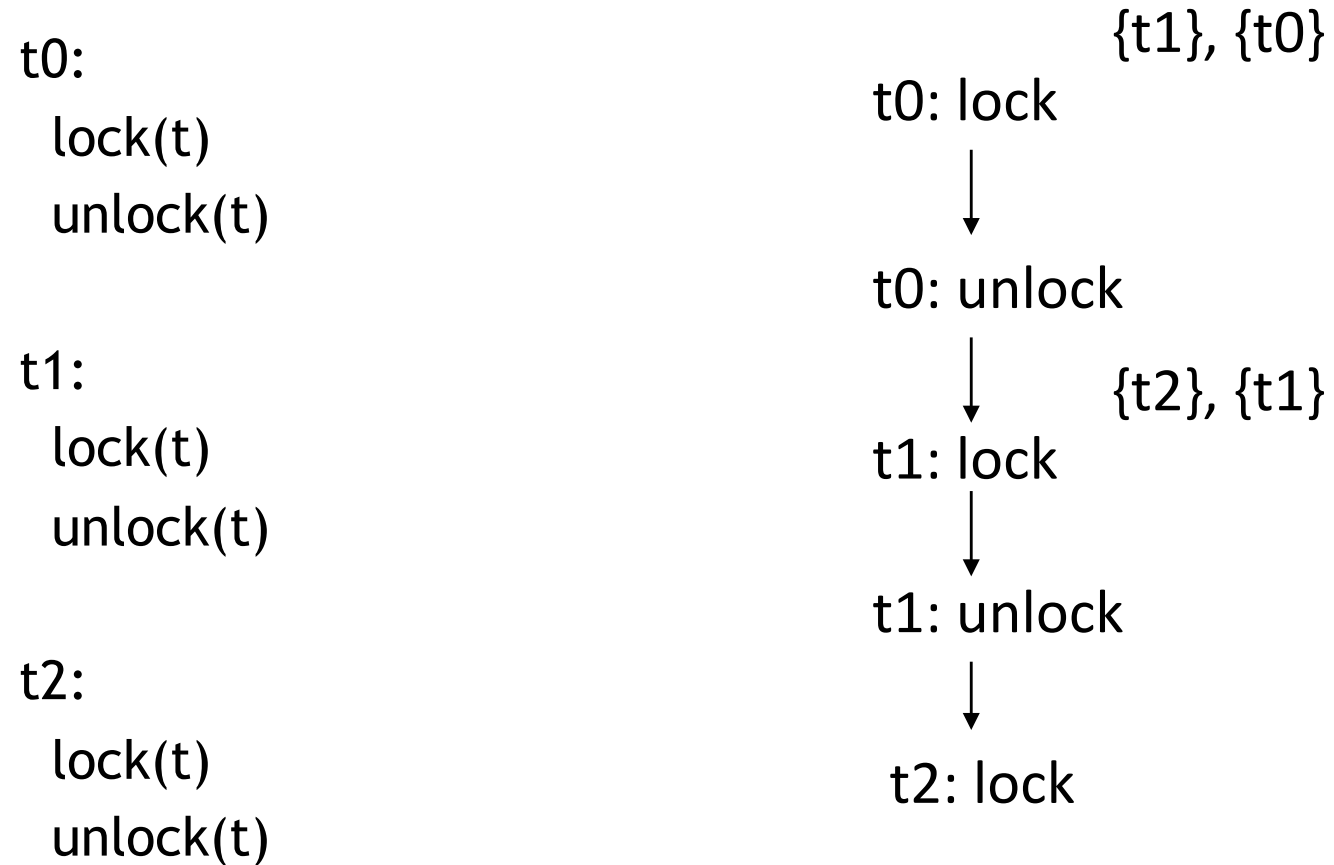 t0:
lock(t)
unlock(t)
t1:
lock(t)
unlock(t)
t2:
lock(t)
unlock(t)
{t1}, {t0}
t0: lock
t0: unlock
{t2}, {t1}
t1: lock
t1: unlock
t2: lock